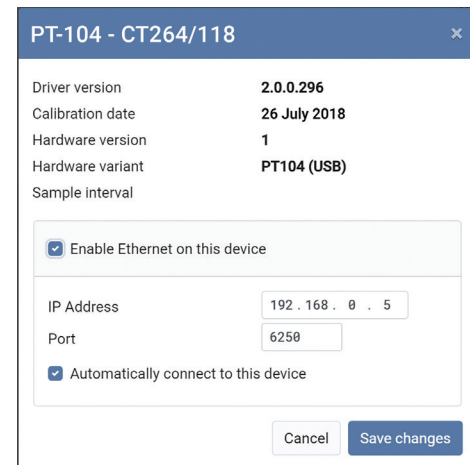 PT-104 - CT264/118 ×
Driver version 2.0.0.296
Calibration date 26 July 2018
Hardware version 1
Hardware variant PT104 (USB)
Sample interval
Enable Ethernet on this device
IP Address 192 . 168 . 0 . 5
Port 6250
Automatically connect to this device
Cancel Save changes